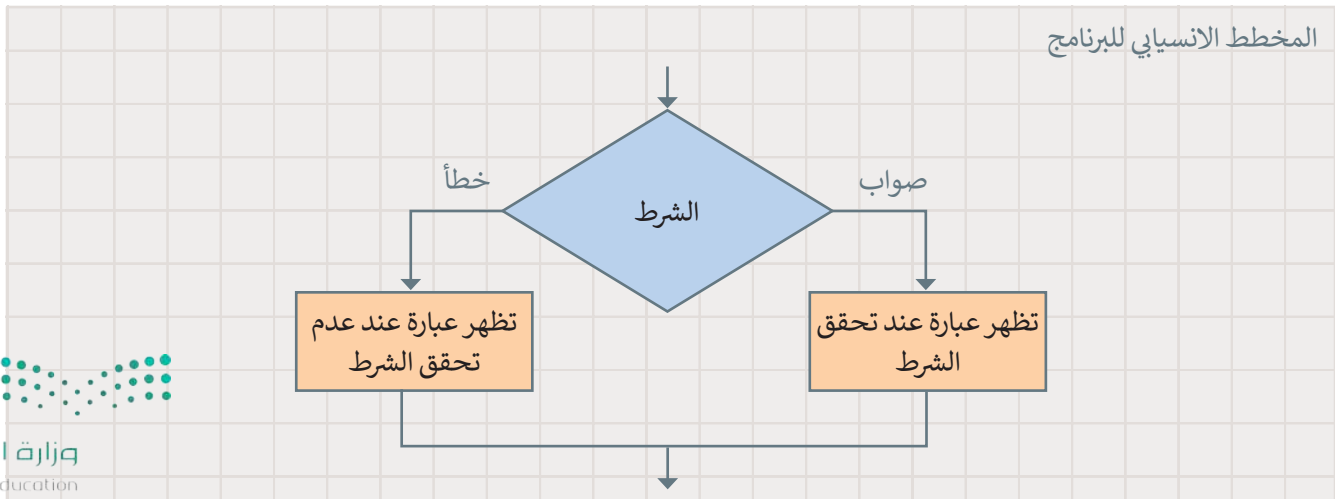 المخطط الانسيابي للبرنامج
صواب
خطأ
الشرط
تظهر عبارة عند تحقق
الشرط
تظهر عبارة عند عدم
تحقق الشرط
وزارة ا
ducation